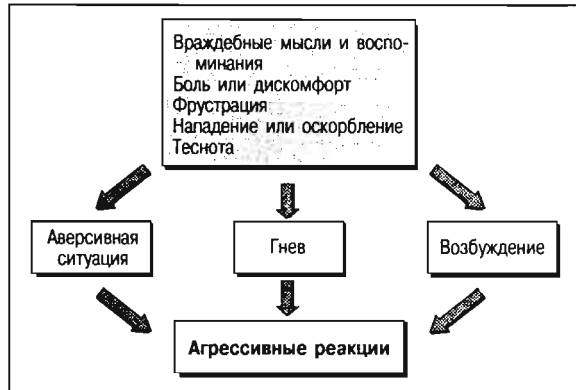 Враждебные мысли и воспо-
минания
Боль или дискомфорт
Фрустрация
Нападение или оскорбление
Теснота
Аверсивная
ситуация
Гнев
Возбуждение
Агрессивные реакции